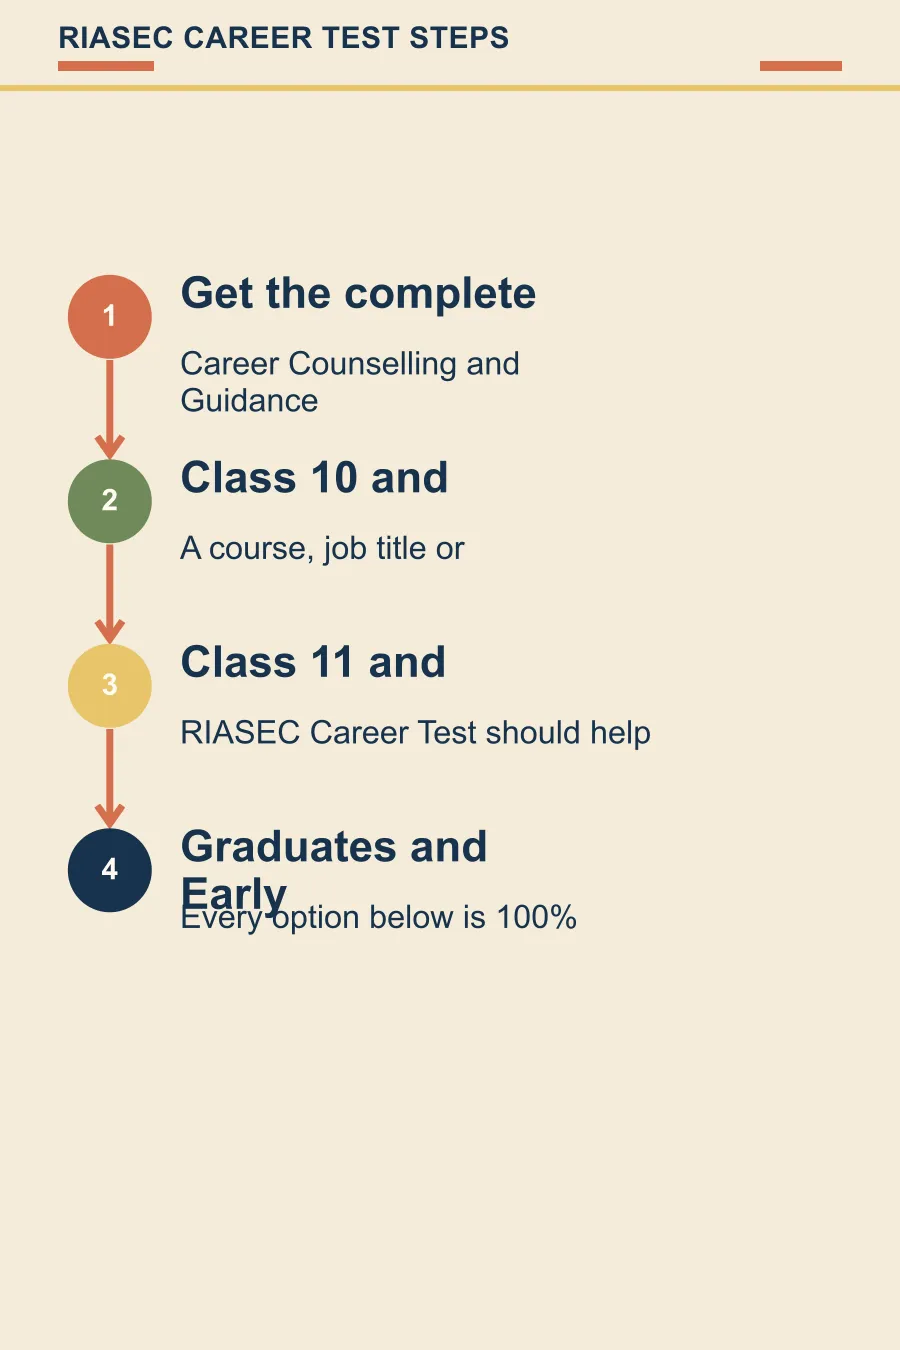 RIASEC CAREER TEST STEPS
1
Get the complete
Career Counselling and
Guidance
2
Class 10 and
A course, job title or
3
Class 11 and
RIASEC Career Test should help
4
Graduates and
Early
Every option below is 100%